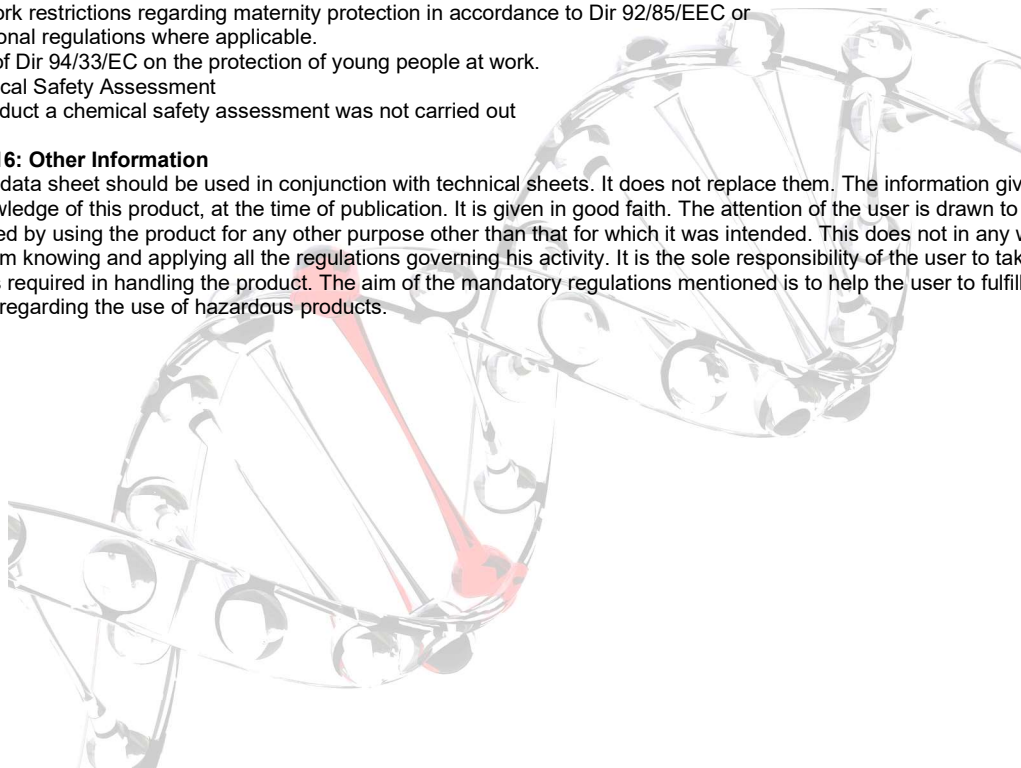 ork restrictions regarding maternity protection in accordance to Dir 92/85/EEC or
onal regulations where applicable.
of Dir 94/33/EC on the protection of young people at work.
cal Safety Assessment
duct a chemical safety assessment was not carried out
16: Other Information
data sheet should be used in conjunction with technical sheets. It does not replace them. The information giv
wledge of this product, at the time of publication. It is given in good faith. The attention of the user is drawn to
ed by using the product for any other purpose other than that for which it was intended. This does not in any w
m knowing and applying all the regulations governing his activity. It is the sole responsibility of the user to tak
s required in handling the product. The aim of the mandatory regulations mentioned is to help the user to fulfill
regarding the use of hazardous products.